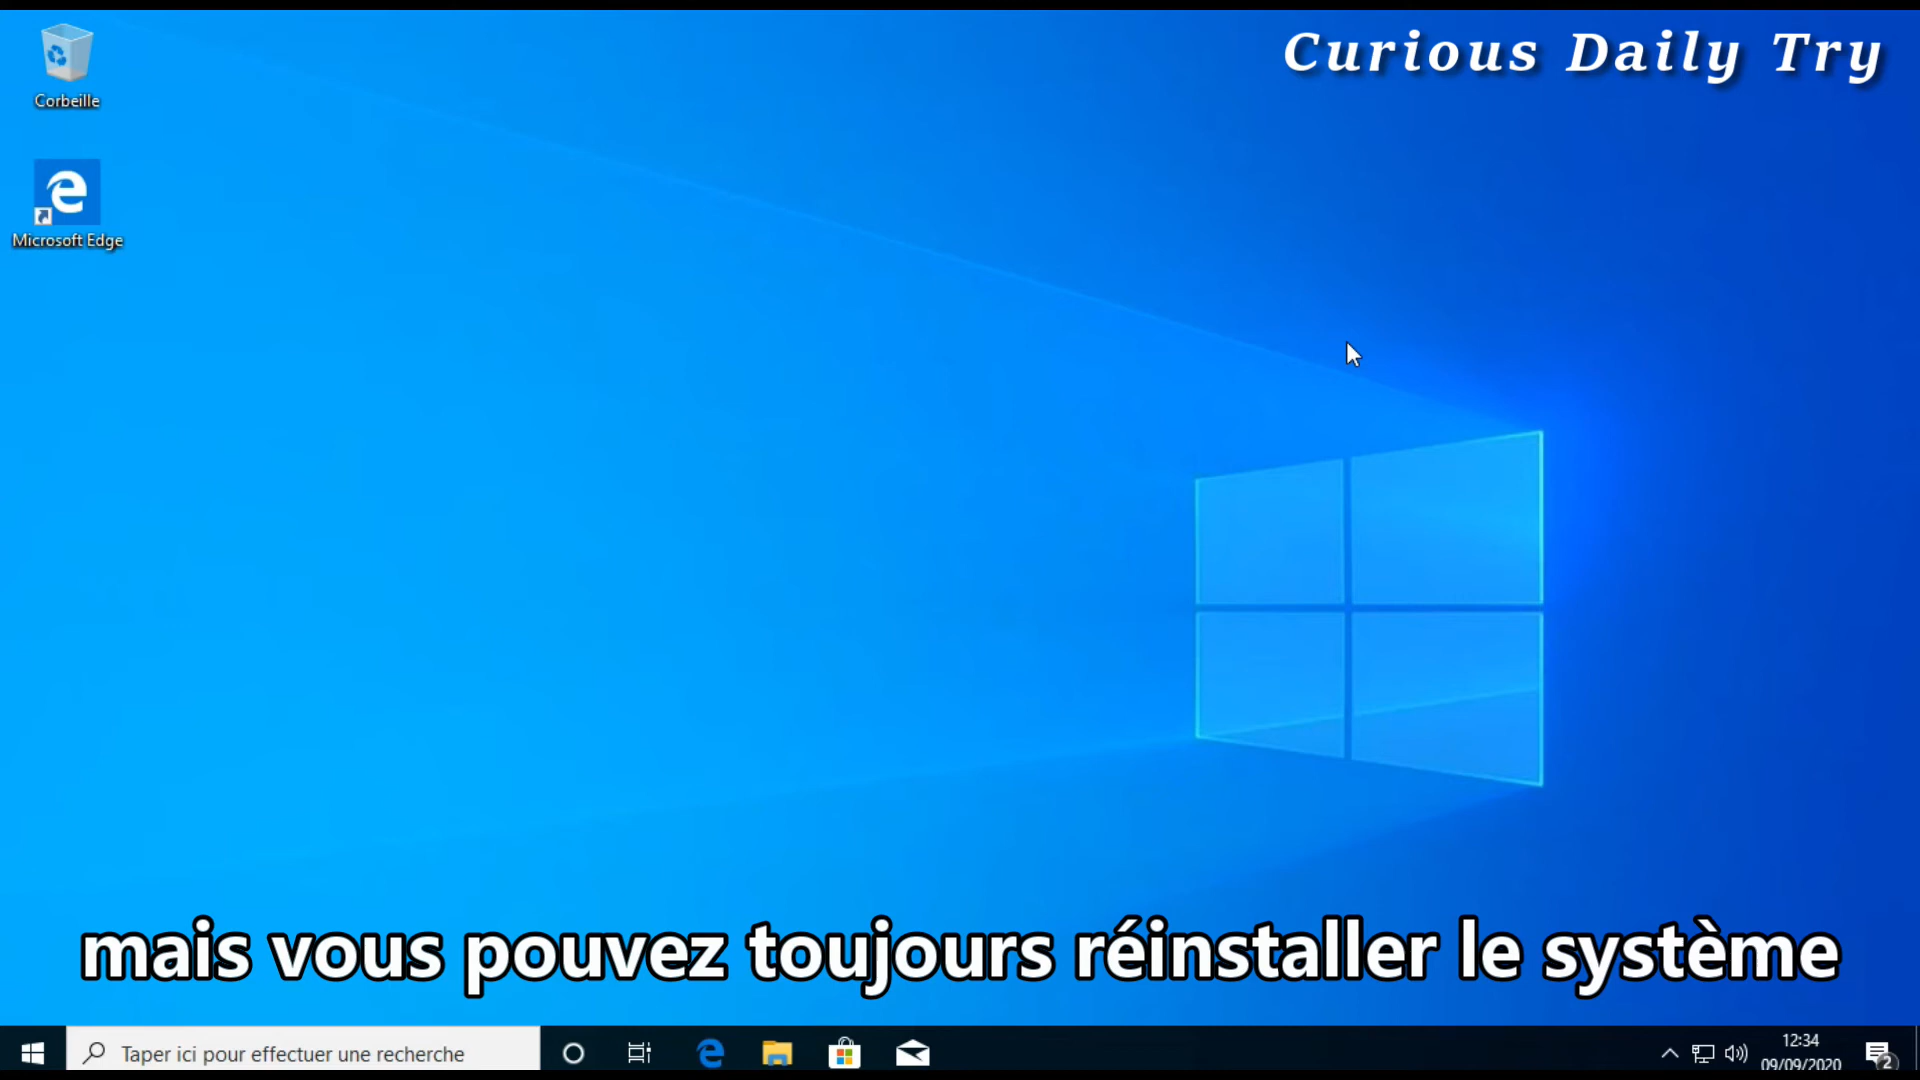 Curious Daily Try
Corbeille
Microsoft Edge
mais vous pouvez toujours réinstaller le système
Taper ici pour effectuer une recherche
12:34
09/09/2020
2